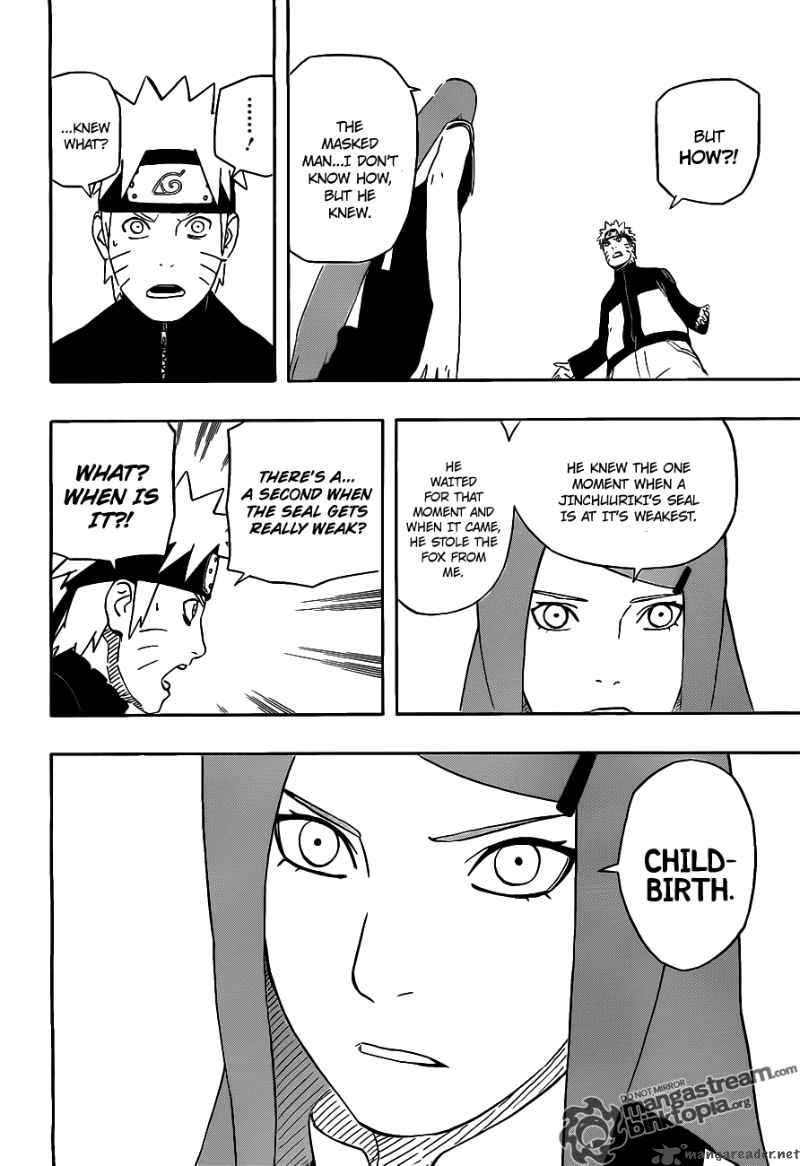 BUT
HOW?!
THE
MASKED
MAN...I DON'T
KNOW HOW,
BUT HE
KNEW.
.......!
...KNEW
WHAT?
HE KNEW THE ONE
MOMENT WHEN A
JINCHUURIKI'S SEAL
IS AT IT'S WEAKEST.
HE
WAITED
FOR THAT
MOMENT AND
WHEN IT CAME,
HE STOLE THE
FOX FROM
ME.
THERE'S A...
A SECOND WHEN
THE SEAL GETS
REALLY WEAK?
WHAT?
WHEN IS
IT?!
CHILD-
BIRTH.
DO NOT MIRROR
mangastream.com
binktopia.org
mangareader.net